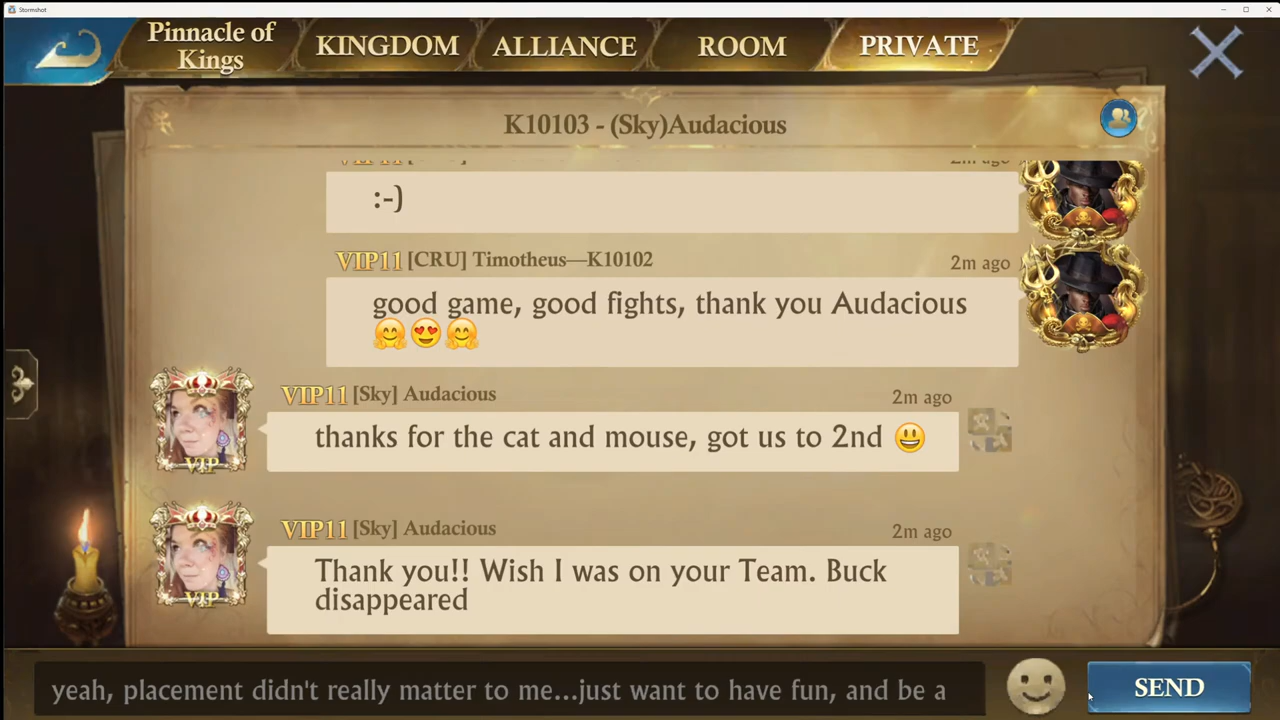 Stormshot
Pinnacle of
Kings
KINGDOM
ALLIANCE
ROOM
PRIVATE
K10103 - (Sky)Audacious
2m ago
:-)
VIP11 [CRU] Timotheus—K10102
2m ago
good game, good fights, thank you Audacious
🤗😍🤗
VIP11 [Sky] Audacious
2m ago
thanks for the cat and mouse, got us to 2nd 😃
VIP
VIP11 [Sky] Audacious
2m ago
Thank you!! Wish I was on your Team. Buck
disappeared
VIP
yeah, placement didn't really matter to me...just want to have fun, and be a
SEND